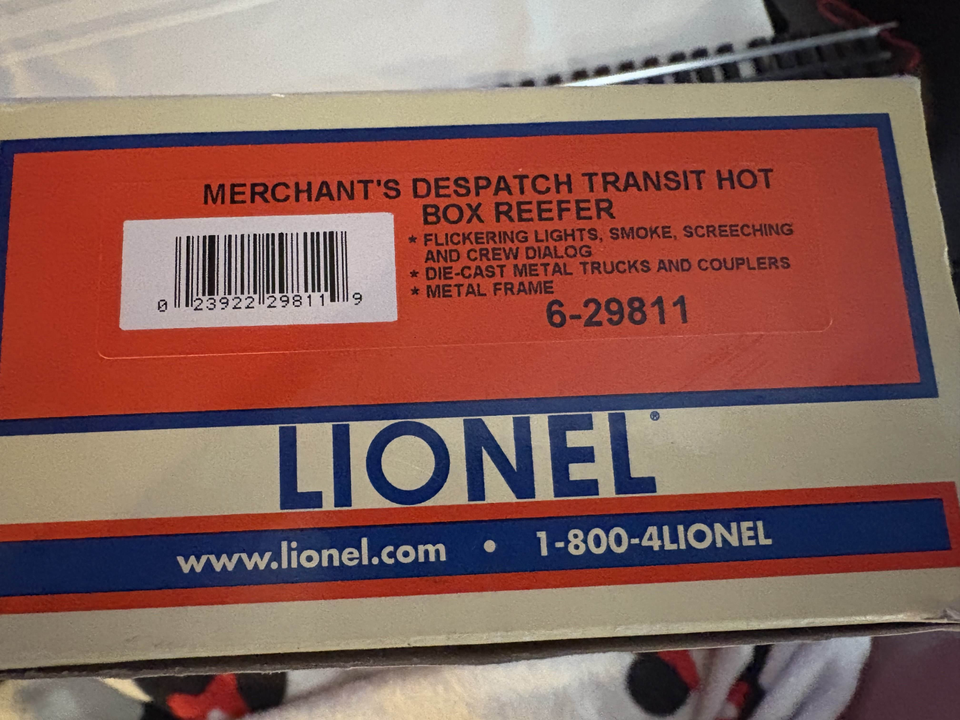 MERCHANT'S DESPATCH TRANSIT HOT
BOX REEFER
* FLICKERING LIGHTS, SMOKE, SCREECHING
AND CREW DIALOG
* DIE-CAST METAL TRUCKS AND COUPLERS
* METAL FRAME
6-29811
0 23922 29811 9
LIONEL®
www.lionel.com • 1-800-4LIONEL